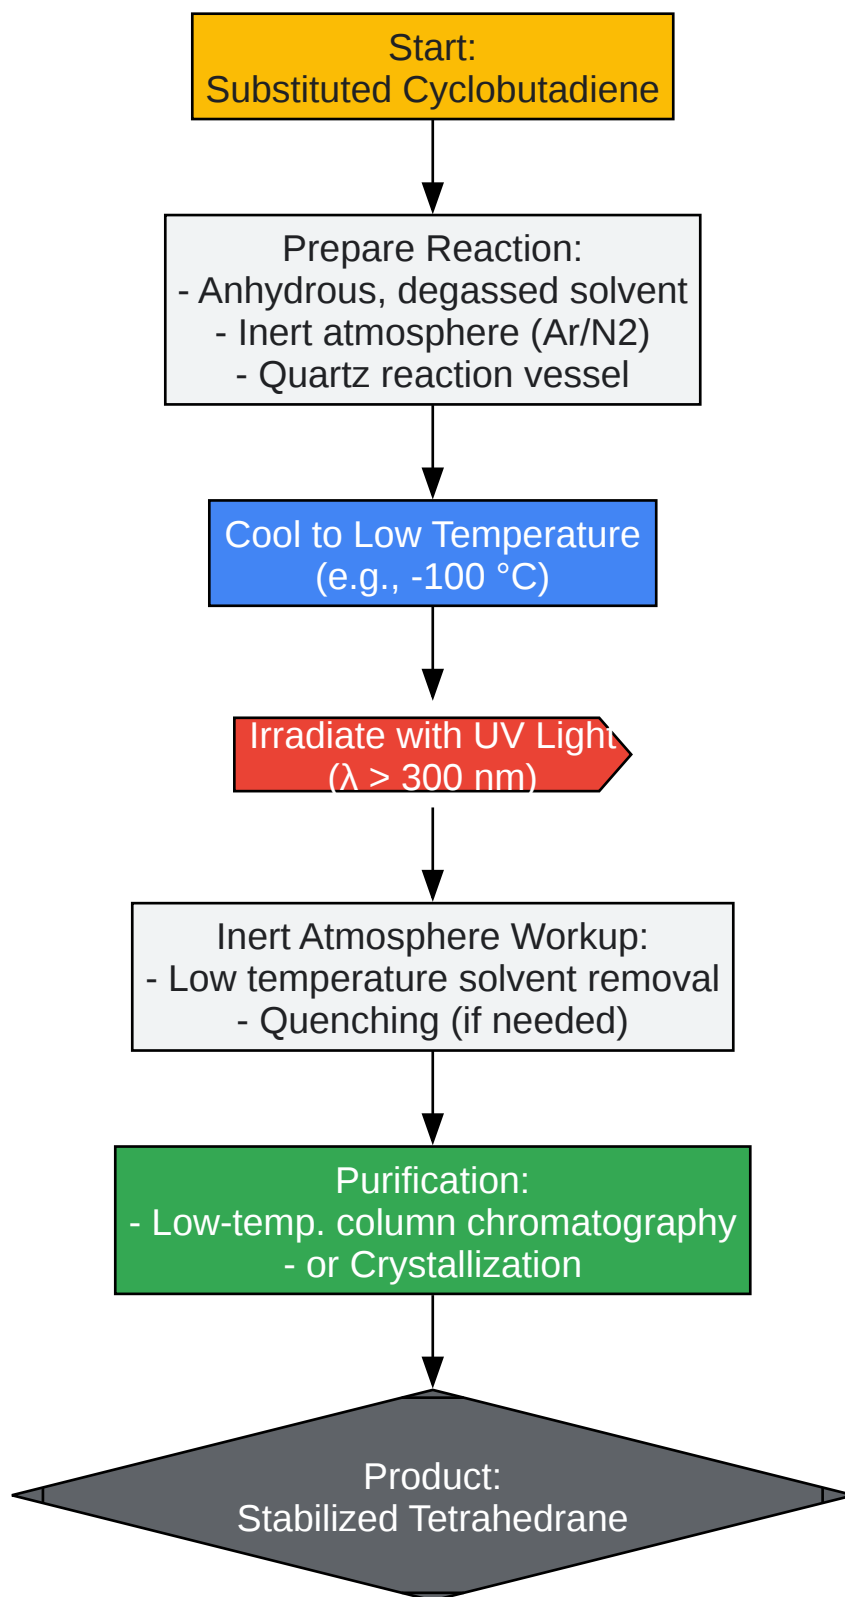 Start:
Substituted Cyclobutadiene
Prepare Reaction:
- Anhydrous, degassed solvent
- Inert atmosphere (Ar/N2)
- Quartz reaction vessel
Cool to Low Temperature
(e.g., -100 °C)
Irradiate with UV Light
(λ > 300 nm)
Inert Atmosphere Workup:
- Low temperature solvent removal
- Quenching (if needed)
Purification:
- Low-temp. column chromatography
- or Crystallization
Product:
Stabilized Tetrahedrane